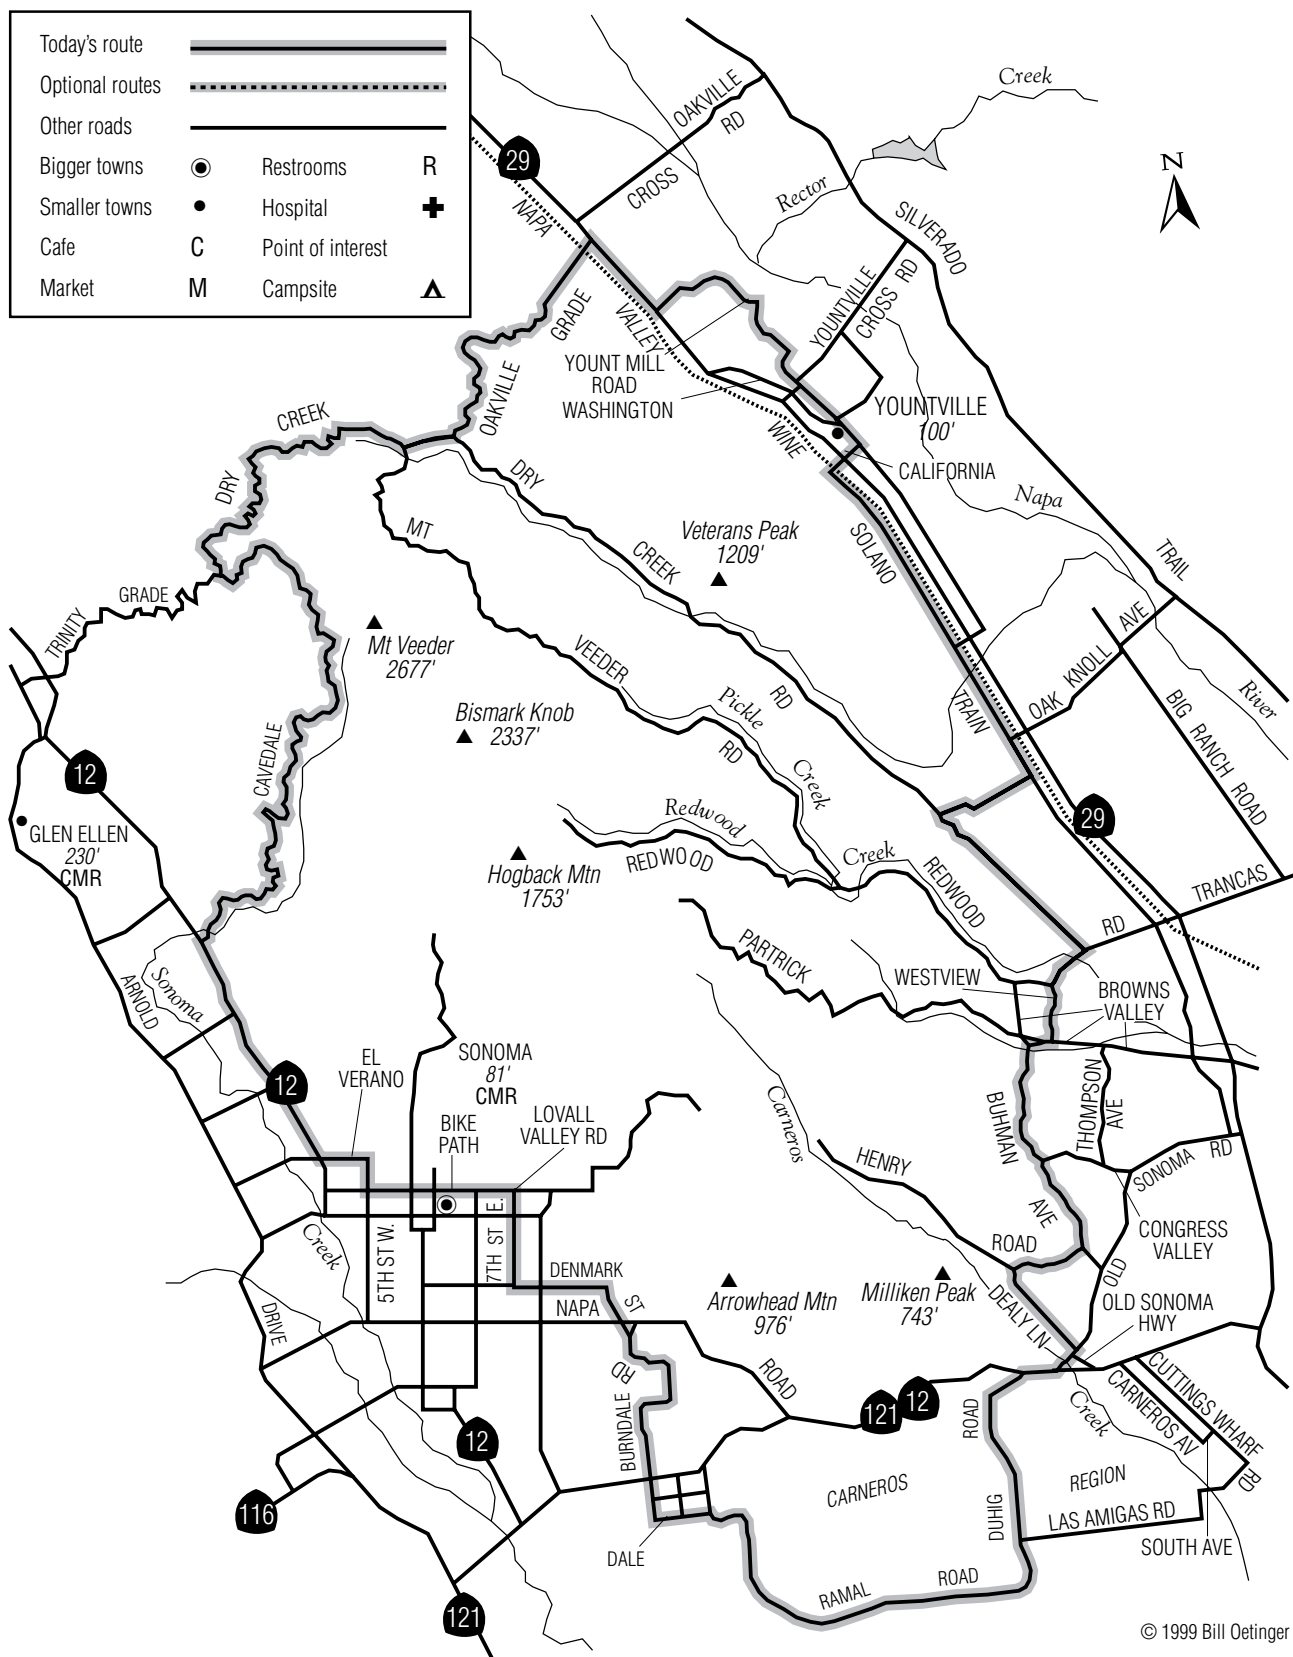 Today's route
Optional routes
Other roads
Bigger towns
Restrooms R
Smaller towns
Hospital
Cafe C
Point of interest
Market M
Campsite
Creek
OAKVILLE
CROSS
RD
29
NAPA
Rector
N
SILVERADO
YOUNTVILLE
CROSS RD
GRADE
VALLEY
OAKVILLE
YOUNT MILL
ROAD
WASHINGTON
YOUNTVILLE
100'
CALIFORNIA
WINE
CREEK
DRY
DRY
CREEK
RD
MT
VEEDER
RD
Veterans Peak
1209'
SOLANO
Napa
River
TRAIL
TRAIN
OAK KNOLL AVE
BIG RANCH ROAD
TRINITY
GRADE
Mt Veeder
2677'
Bismark Knob
2337'
Pickle
Creek
CAVEDALE
12
GLEN ELLEN
230'
CMR
Hogback Mtn
1753'
Redwood
Creek
REDWOOD
REDWOOD
RD
29
TRANCAS
PARTRICK
WESTVIEW
BROWNS
VALLEY
Sonoma
ARNOLD
12
EL
VERANO
SONOMA
81'
CMR
BIKE
PATH
LOVALL
VALLEY RD
Carneros
HENRY
ROAD
BUHMAN
AVE
THOMPSON
AVE
SONOMA RD
OLD
CONGRESS
VALLEY
Creek
5TH ST W.
7TH ST E.
DENMARK
ST
NAPA
ROAD
DRIVE
Arrowhead Mtn
976'
Milliken Peak
743'
DEALY LN
OLD SONOMA
HWY
RD
BURNDALE
12
121
12
ROAD
DUHIG
CARNEROS
REGION
Creek
CUTTINGS WHARF
RD
CARNEROS AV
116
LAS AMIGAS RD
SOUTH AVE
DALE
RAMAL
ROAD
121
© 1999 Bill Oetinger